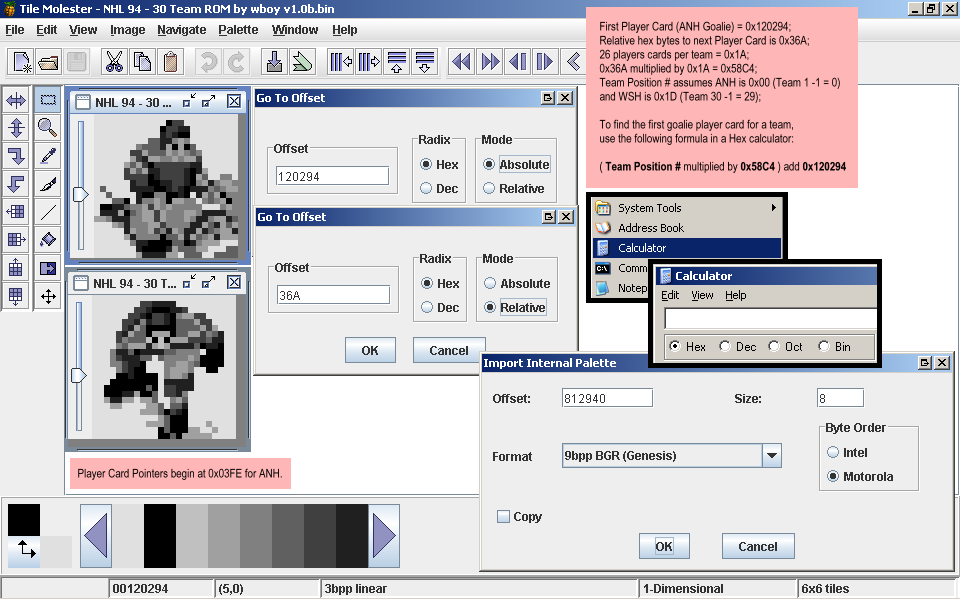 Tile Molester - NHL 94 - 30 Team ROM by wboy v1.0b.bin
File Edit View Image Navigate Palette Window Help
First Player Card (ANH Goalie) = 0x120294;
Relative hex bytes to next Player Card is 0x36A;
26 players cards per team = 0x1A;
0x36A multiplied by 0x1A = 0x58C4;
Team Position # assumes ANH is 0x00 (Team 1 -1 = 0)
and WSH is 0x1D (Team 30 -1 = 29);
To find the first goalie player card for a team,
use the following formula in a Hex calculator:
( Team Position # multiplied by 0x58C4 ) add 0x120294
NHL 94 - 30 ...
Go To Offset
Offset
120294
Radix
Hex
Dec
Mode
Absolute
Relative
Go To Offset
Offset
36A
Radix
Hex
Dec
Mode
Absolute
Relative
OK Cancel
NHL 94 - 30 T...
Player Card Pointers begin at 0x03FE for ANH.
System Tools
Address Book
Calculator
Comm
Notep
Calculator
Edit View Help
Hex Dec Oct Bin
Import Internal Palette
Offset: 812940 Size: 8
Format 9bpp BGR (Genesis)
Byte Order
Intel
Motorola
Copy
OK Cancel
00120294 (5,0) 3bpp linear 1-Dimensional 6x6 tiles